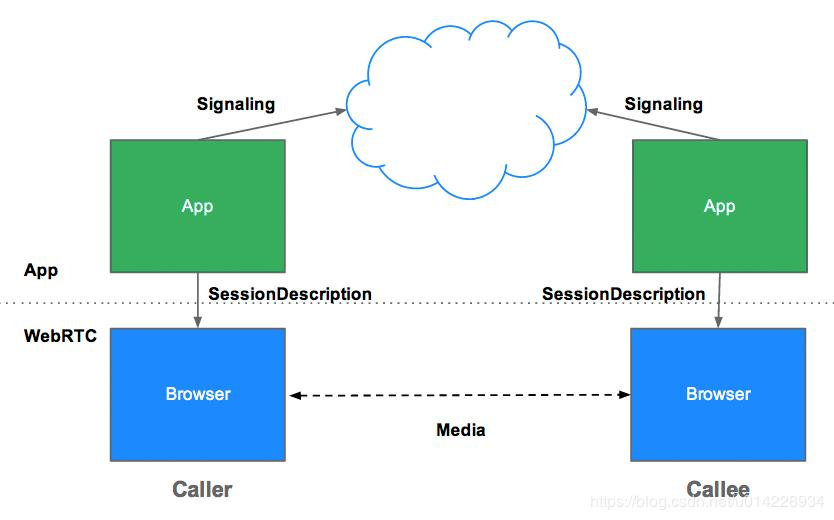 Signaling
Signaling
App
App
App
SessionDescription
SessionDescription
WebRTC
Browser
Browser
Media
Caller
Callee
https://blog.csdn.net/u014228934